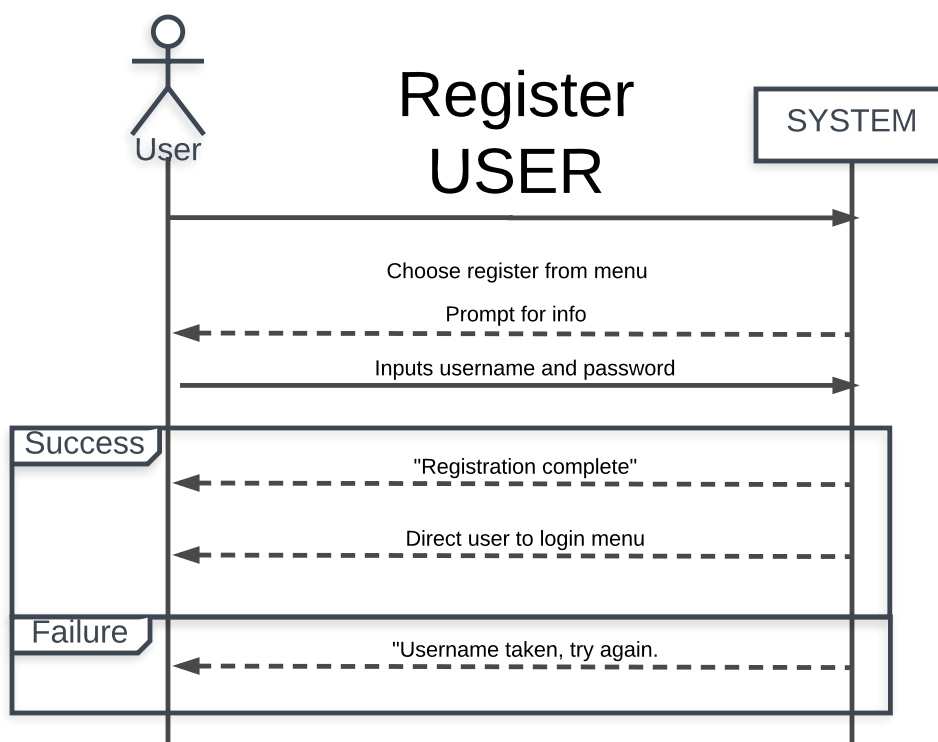 User
Register
USER
SYSTEM
Choose register from menu
Prompt for info
Inputs username and password
Success
"Registration complete"
Direct user to login menu
Failure
"Username taken, try again.